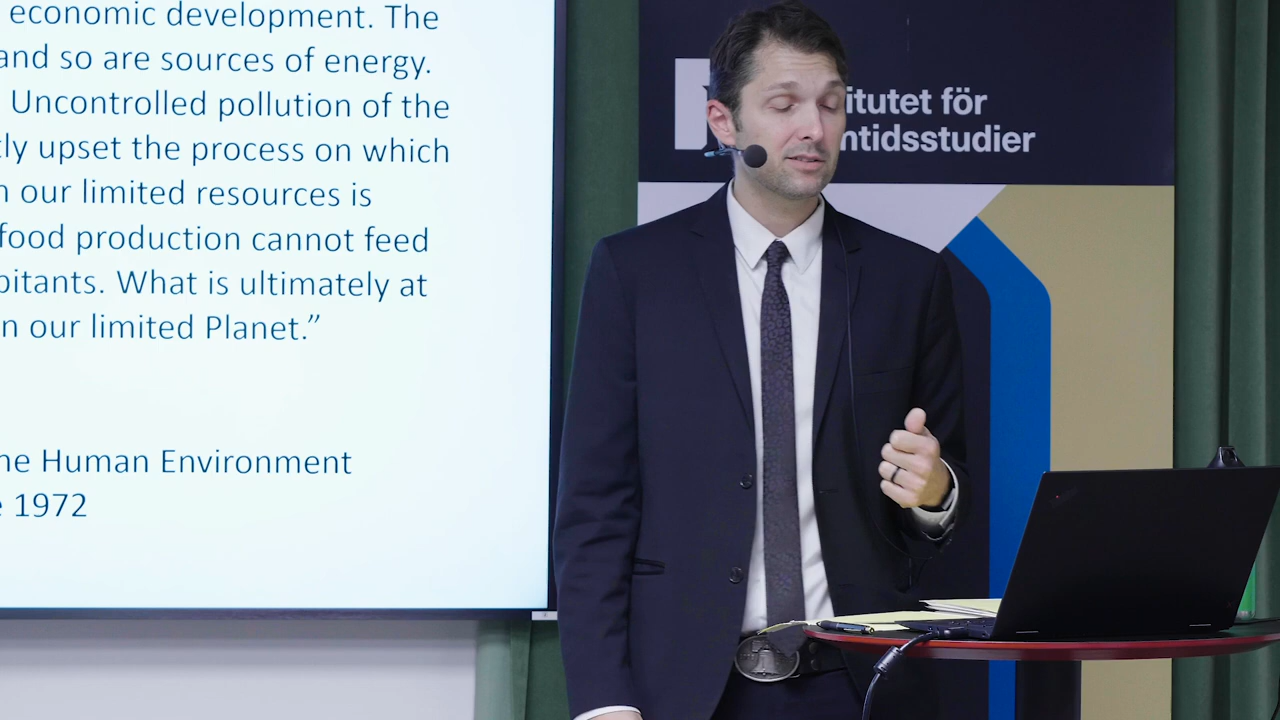 economic development. The
and so are sources of energy.
Uncontrolled pollution of the
tly upset the process on which
n our limited resources is
food production cannot feed
bitants. What is ultimately at
n our limited Planet.”
ne Human Environment
e 1972
itutet för
ntidsstudier